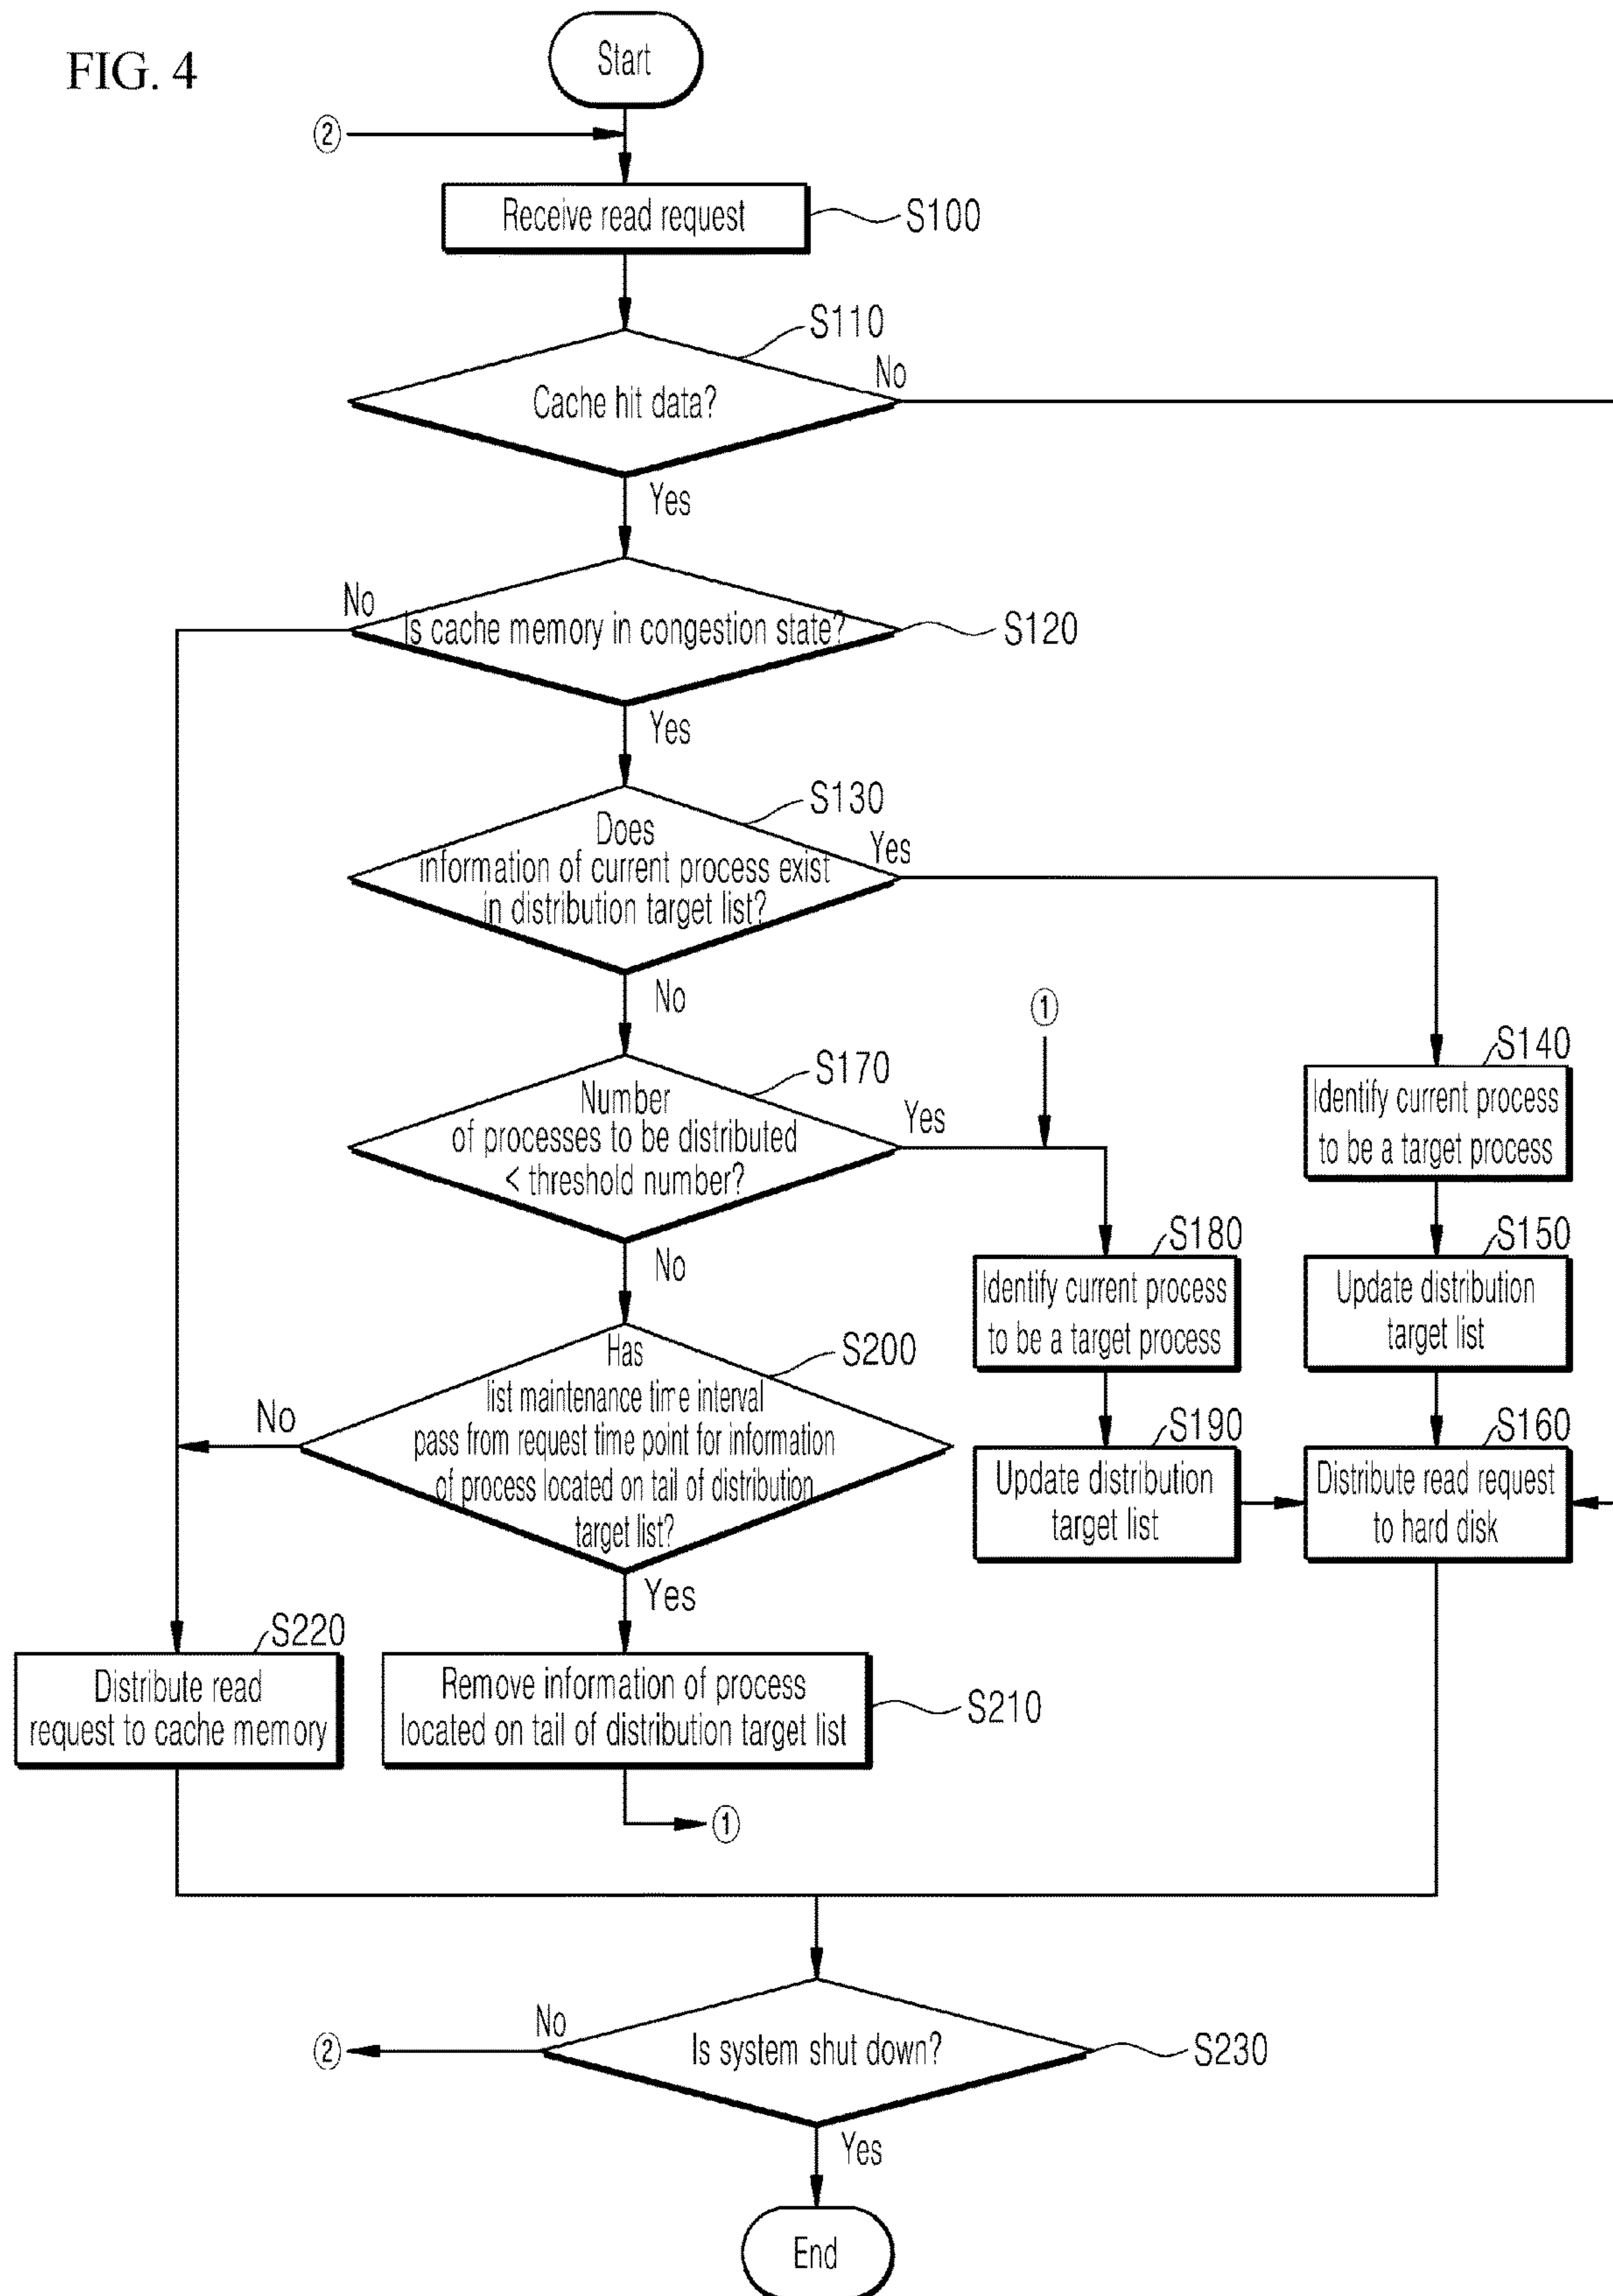 FIG. 4
Start
②
Receive read request
S100
S110
Cache hit data?
No
Yes
No
Is cache memory in congestion state?
S120
Yes
S130
Does
information of current process exist
in distribution target list?
Yes
No
①
S170
Number
of processes to be distributed
< threshold number?
Yes
S140
Identify current process
to be a target process
No
S180
Identify current process
to be a target process
S150
Update distribution
target list
S200
Has
list maintenance time interval
pass from request time point for information
of process located on tail of distribution
target list?
No
S190
Update distribution
target list
S160
Distribute read request
to hard disk
Yes
S220
Distribute read
request to cache memory
Remove information of process
located on tail of distribution target list
S210
①
No
②
Is system shut down?
S230
Yes
End